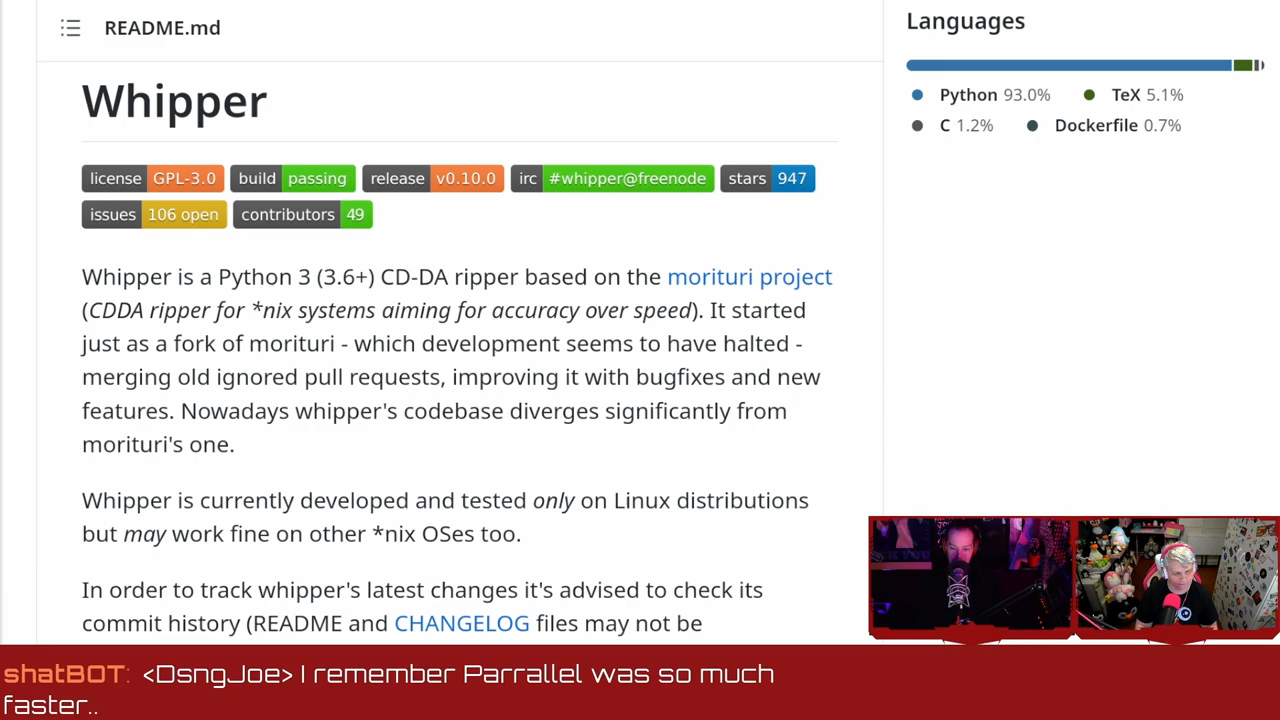 README.md
Languages
Python 93.0%
TeX 5.1%
C 1.2%
Dockerfile 0.7%
Whipper
license GPL-3.0 build passing release v0.10.0 irc #whipper@freenode stars 947
issues 106 open contributors 49
Whipper is a Python 3 (3.6+) CD-DA ripper based on the morituri project
(CDDA ripper for *nix systems aiming for accuracy over speed). It started
just as a fork of morituri - which development seems to have halted -
merging old ignored pull requests, improving it with bugfixes and new
features. Nowadays whipper's codebase diverges significantly from
morituri's one.
Whipper is currently developed and tested only on Linux distributions
but may work fine on other *nix OSes too.
In order to track whipper's latest changes it's advised to check its
commit history (README and CHANGELOG files may not be
shatBOT: <DsngJoe> I remember Parrallel was so much
faster..